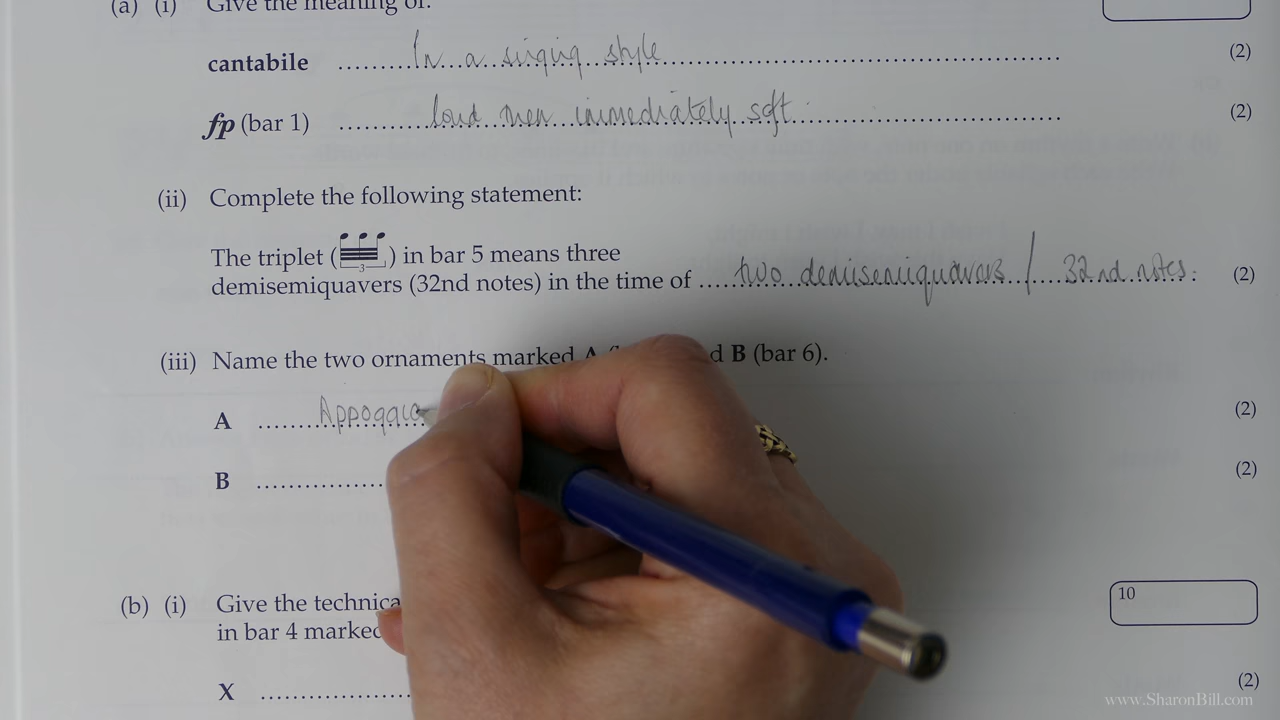 (a) (i) Give the meaning of:
cantabile In a singing style (2)
fp (bar 1) loud then immediately soft. (2)
(ii) Complete the following statement:
The triplet ( 3 ) in bar 5 means three
demisemiquavers (32nd notes) in the time of two demisemiquavers / 32nd notes. (2)
(iii) Name the two ornaments marked A d B (bar 6).
A Appoggia (2)
B (2)
10
(b) (i) Give the technica
in bar 4 marked
X (2)
www.SharonBill.com